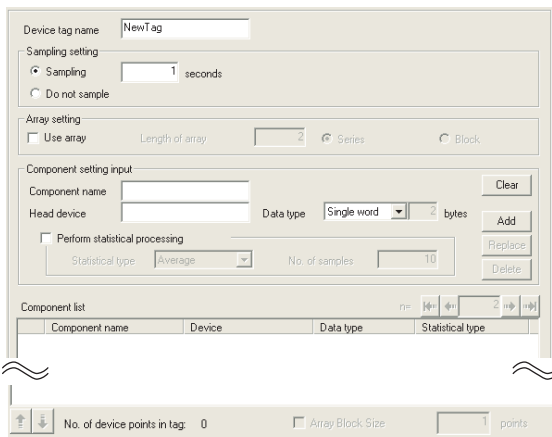 Device tag name NewTag
Sampling setting
Sampling 1 seconds
Do not sample
Array setting
Use array Length of array 2 Series Block
Component setting input
Component name Clear
Head device Data type Single word 2 bytes Add
Perform statistical processing Replace
Statistical type Average No. of samples 10 Delete
Component list n= 2
Component name Device Data type Statistical type
No. of device points in tag: 0 Array Block Size 1 points